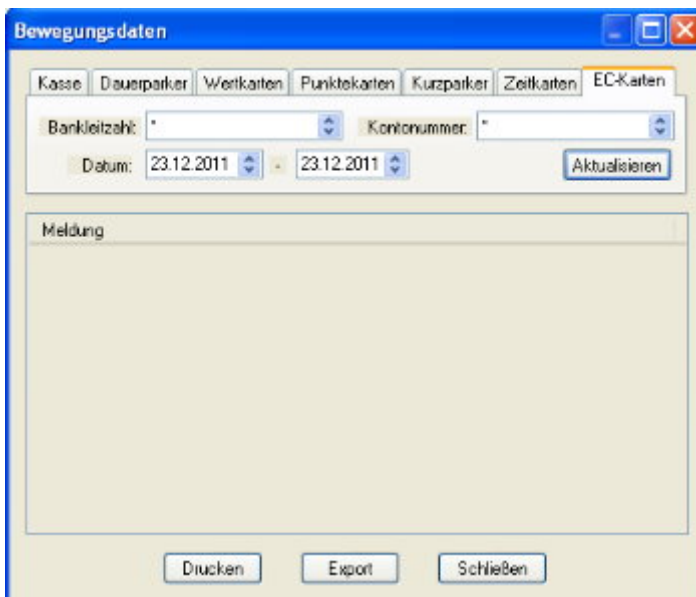 Bewegungsdaten
Kasse Dauerparker Wertkarten Punktekarten Kurzparker Zeitkarten EC-Karten
Bankleitzahl: * Kontonummer: *
Datum: 23.12.2011 - 23.12.2011 Aktualisieren
Meldung
Drucken Export Schließen